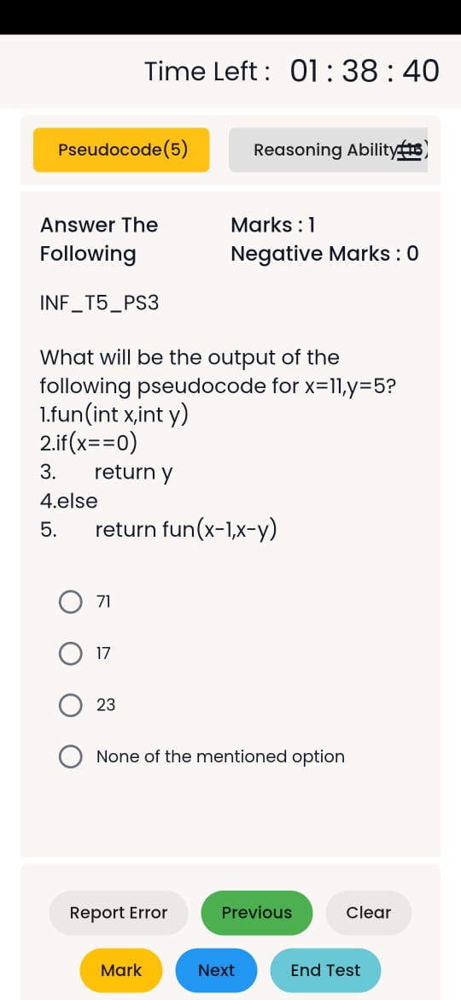 Time Left : 01 : 38 : 40
Pseudocode(5) Reasoning Ability(16)
Answer The Marks : 1
Following Negative Marks : 0
INF_T5_PS3
What will be the output of the
following pseudocode for x=11,y=5?
1.fun(int x,int y)
2.if(x==0)
3. return y
4.else
5. return fun(x-1,x-y)
71
17
23
None of the mentioned option
Report Error Previous Clear
Mark Next End Test